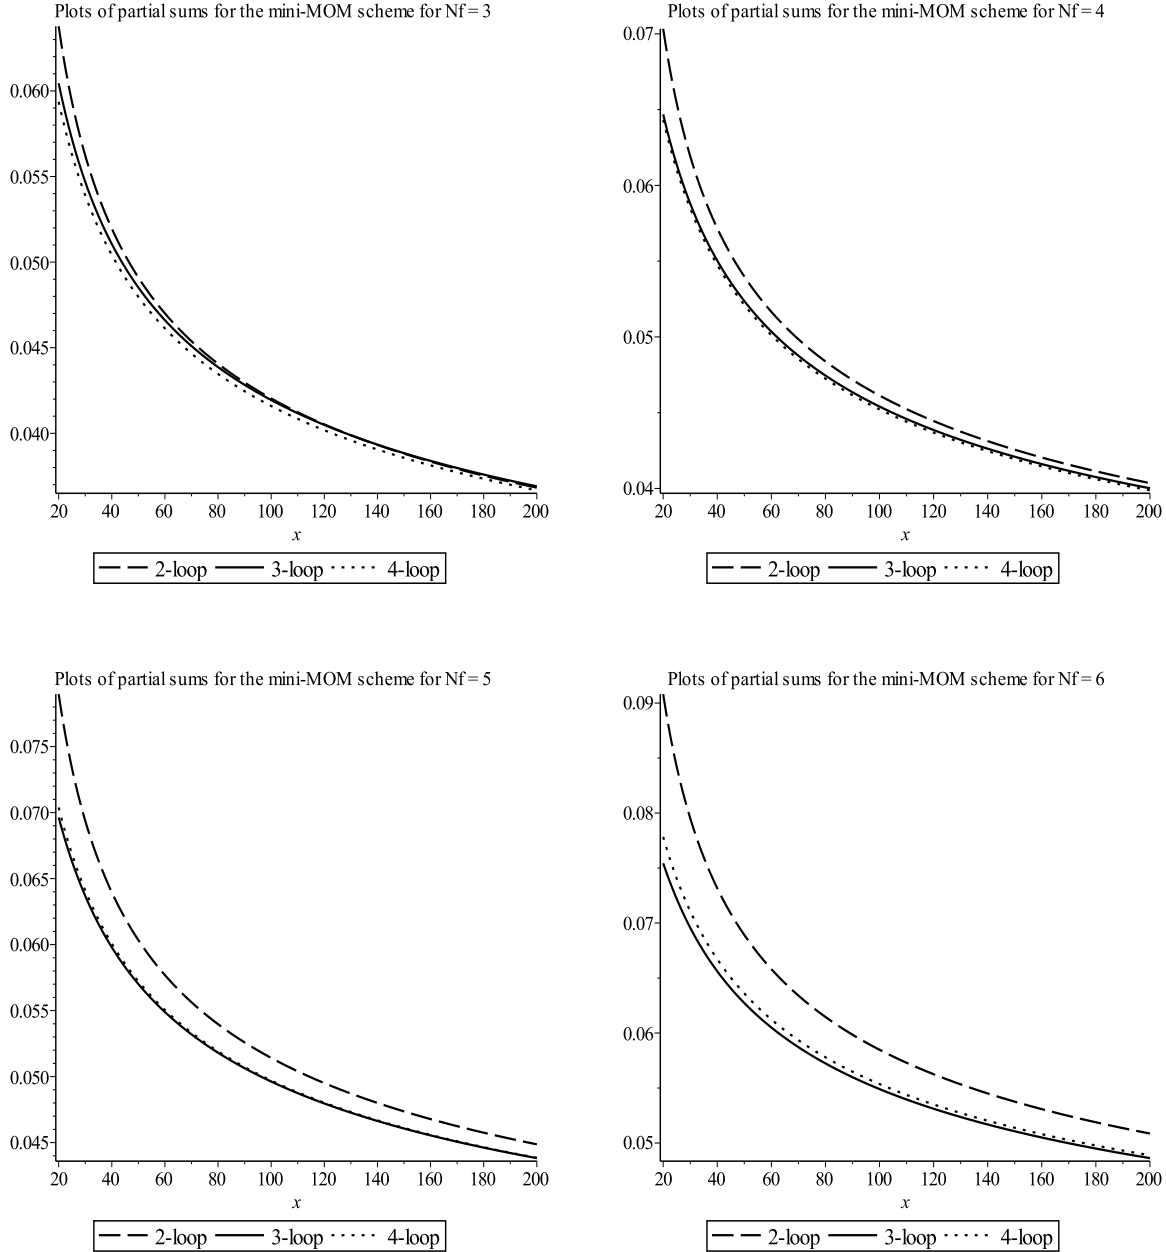 Plots of partial sums for the mini-MOM scheme for Nf = 3
0.060
0.055
0.050
0.045
0.040
20 40 60 80 100 120 140 160 180 200
x
2-loop 3-loop 4-loop
Plots of partial sums for the mini-MOM scheme for Nf = 4
0.07
0.06
0.05
0.04
20 40 60 80 100 120 140 160 180 200
x
2-loop 3-loop 4-loop
Plots of partial sums for the mini-MOM scheme for Nf = 5
0.075
0.070
0.065
0.060
0.055
0.050
0.045
20 40 60 80 100 120 140 160 180 200
x
2-loop 3-loop 4-loop
Plots of partial sums for the mini-MOM scheme for Nf = 6
0.09
0.08
0.07
0.06
0.05
20 40 60 80 100 120 140 160 180 200
x
2-loop 3-loop 4-loop